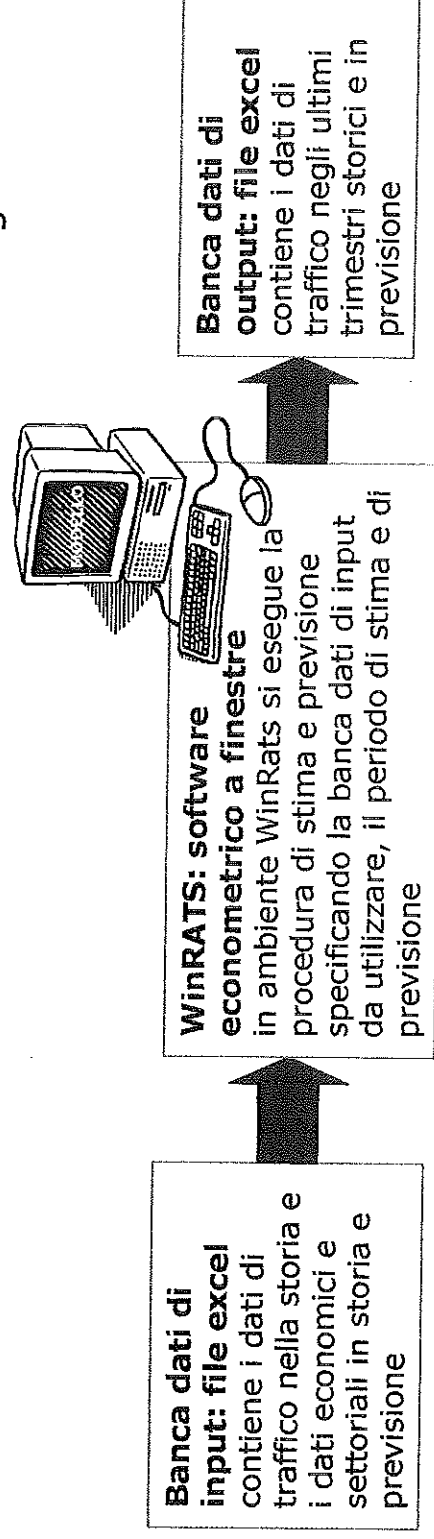 Banca dati di
input: file excel
contiene i dati di
traffico nella storia e
i dati economici e
settoriali in storia e
previsione
MODELLO
WinRATS: software
econometrico a finestre
in ambiente WinRats si esegue la
procedura di stima e previsione
specificando la banca dati di input
da utilizzare, il periodo di stima e di
previsione
Banca dati di
output: file excel
contiene i dati di
traffico negli ultimi
trimestri storici e in
previsione